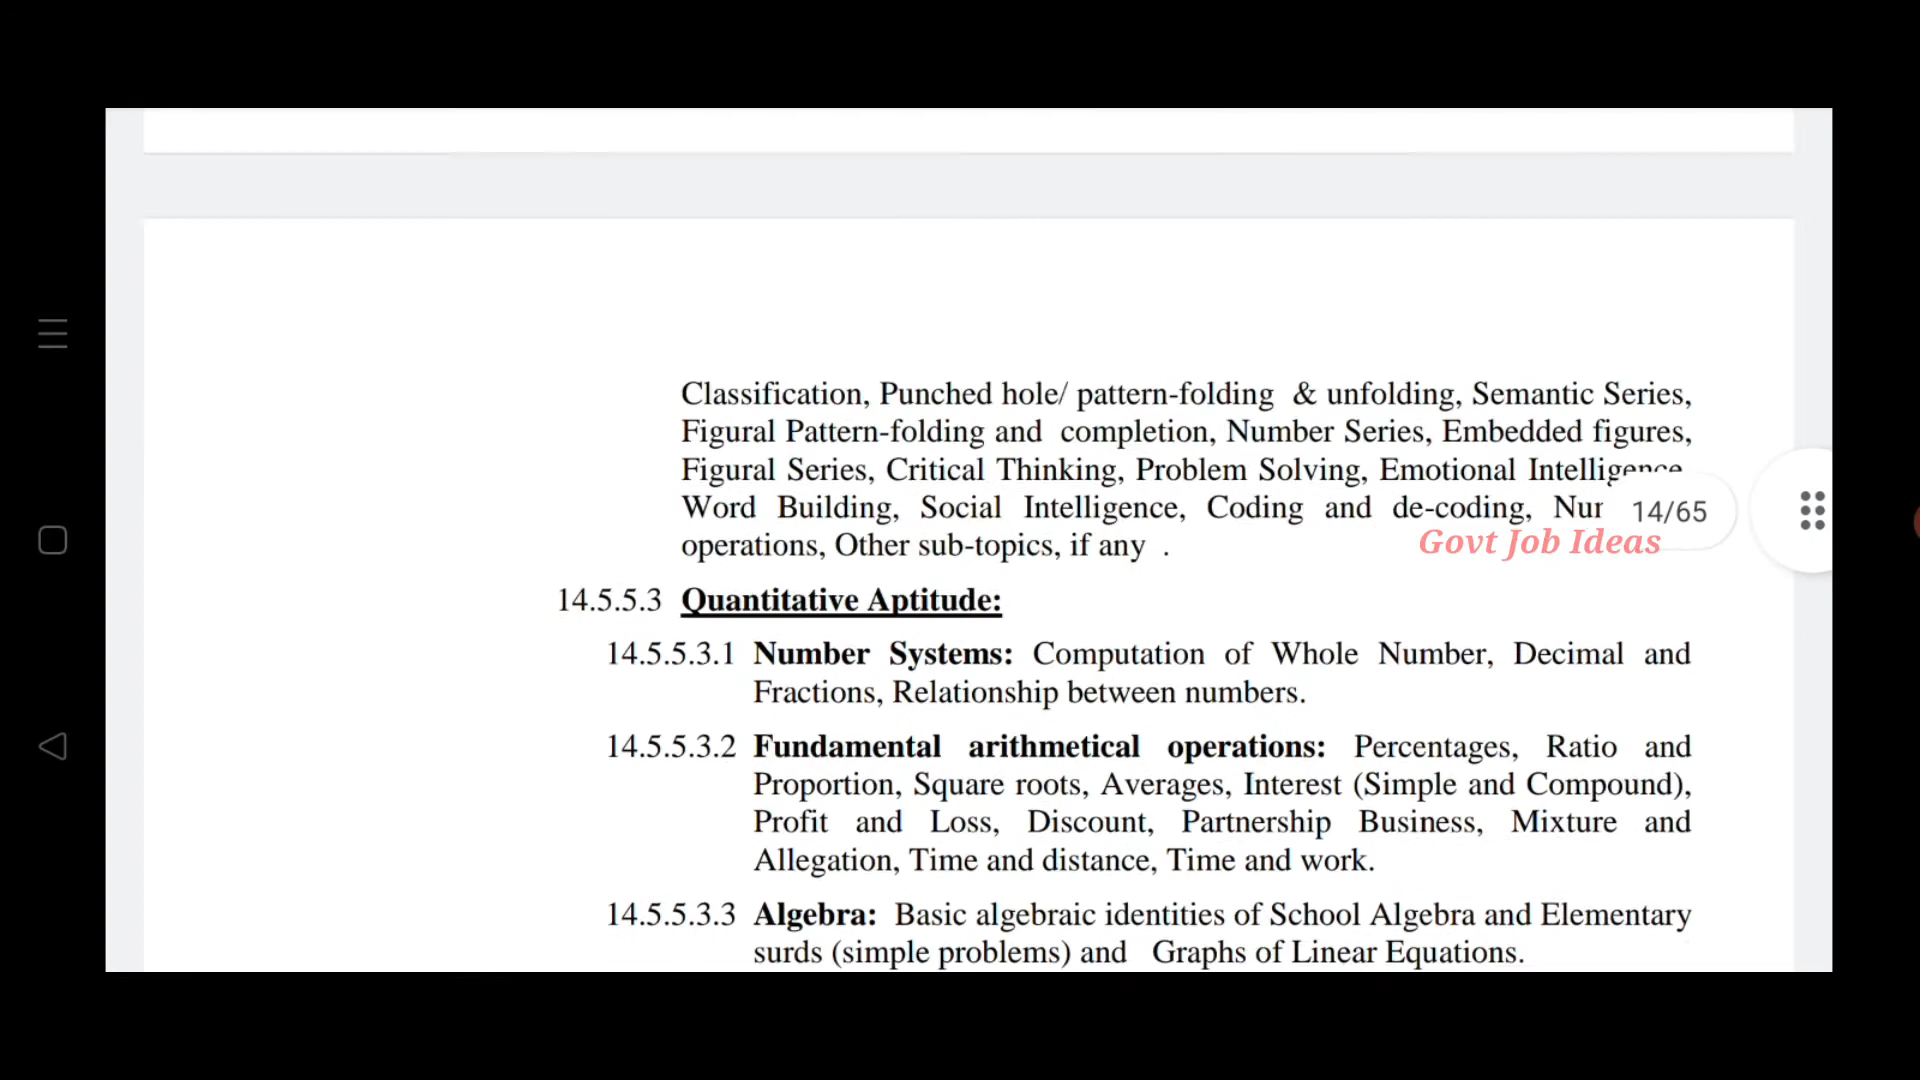 Classification, Punched hole/ pattern-folding & unfolding, Semantic Series,
Figural Pattern-folding and completion, Number Series, Embedded figures,
Figural Series, Critical Thinking, Problem Solving, Emotional Intelligence
Word Building, Social Intelligence, Coding and de-coding,
14/65
operations, Other sub-topics, if any .
Govt Job Ideas
14.5.5.3 Quantitative Aptitude:
14.5.5.3.1 Number Systems: Computation of Whole Number, Decimal and
Fractions, Relationship between numbers.
14.5.5.3.2 Fundamental arithmetical operations: Percentages, Ratio and
Proportion, Square roots, Averages, Interest (Simple and Compound),
Profit and Loss, Discount, Partnership Business, Mixture and
Allegation, Time and distance, Time and work.
14.5.5.3.3 Algebra: Basic algebraic identities of School Algebra and Elementary
surds (simple problems) and Graphs of Linear Equations.